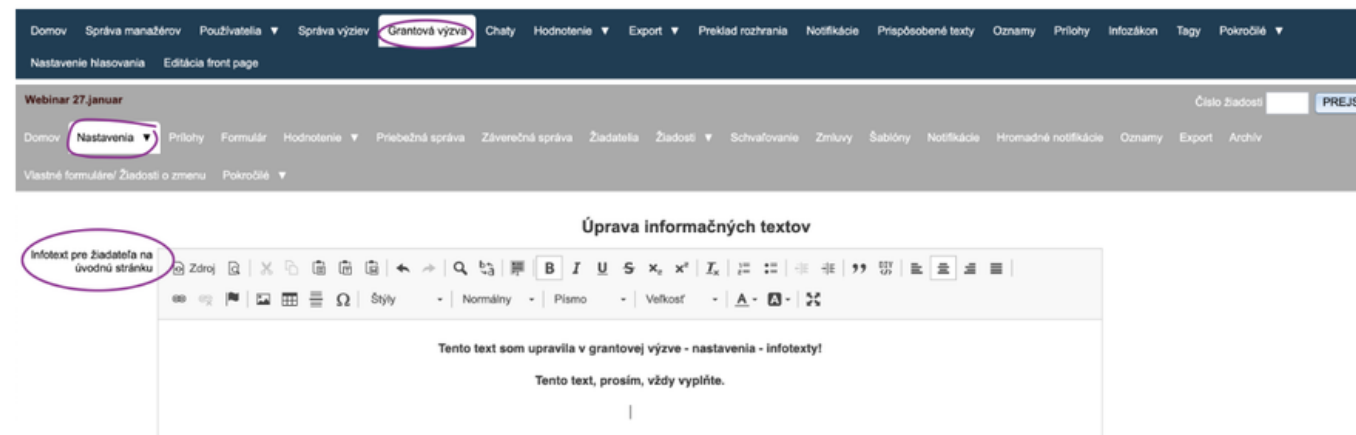 Domov Správa manažérov Používatelia ▼ Správa výziev Grantová výzva Chaty Hodnotenie ▼ Export ▼ Preklad rozhrania Notifikácie Prispôsobené texty Oznamy Prílohy Infozákon Tagy Pokročilé ▼
Nastavenie hlasovania Editácia front page
Webinar 27.januar Číslo žiadosti PREJS
Domov Nastavenia ▼ Prílohy Formulár Hodnotenie ▼ Priebežná správa Záverečná správa Žiadatelia Žiadosti ▼ Schvaľovanie Zmluvy Šablóny Notifikácie Hromadné notifikácie Oznamy Export Archív
Vlastné formuláre/ Žiadosti o zmenu Pokročilé ▼
Úprava informačných textov
Infotext pre žiadateľa na
úvodnú stránku
Zdroj
Štýly Normálny Písmo Veľkosť
Tento text som upravila v grantovej výzve - nastavenia - infotexty!
Tento text, prosím, vždy vyplňte.